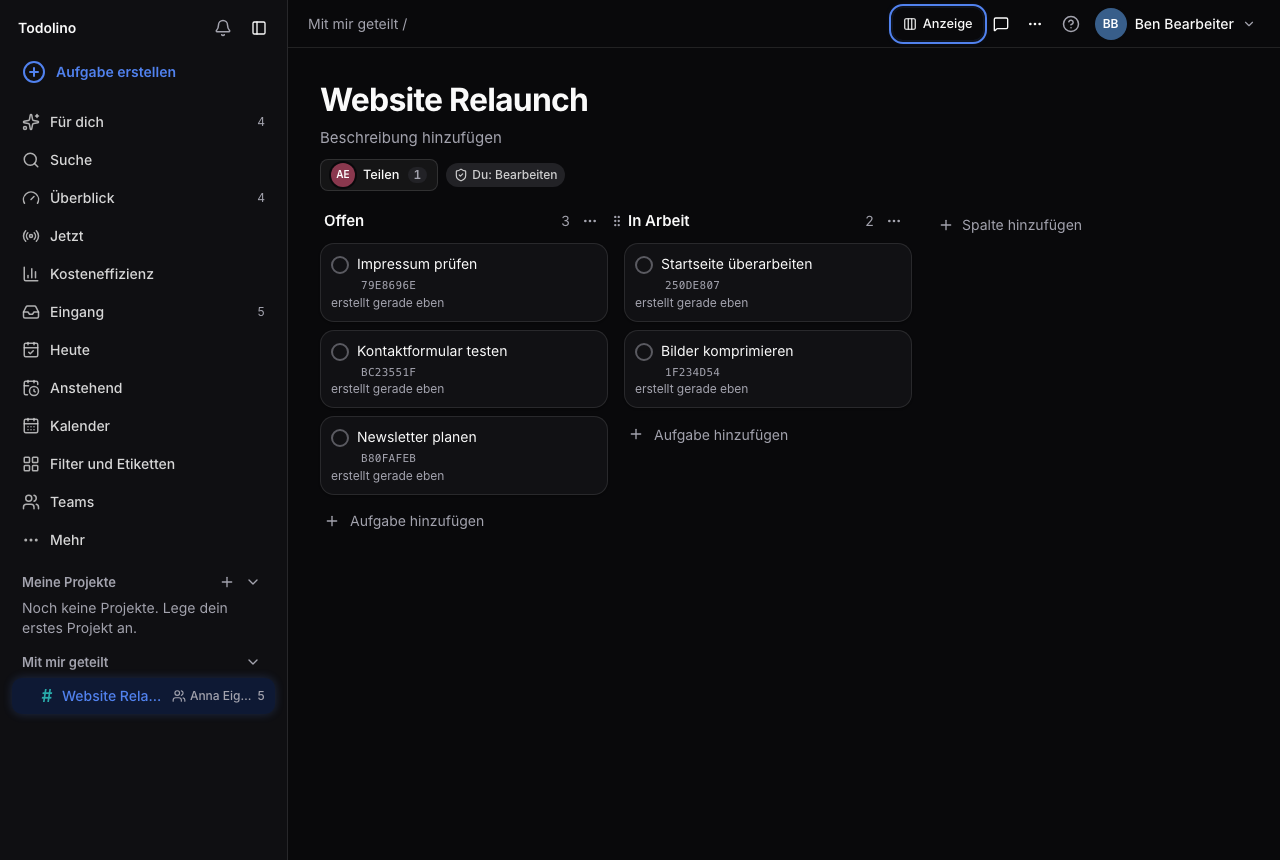 Todolino
Aufgabe erstellen
Für dich 4
Suche
Überblick 4
Jetzt
Kosteneffizienz
Eingang 5
Heute
Anstehend
Kalender
Filter und Etiketten
Teams
Mehr
Meine Projekte
Noch keine Projekte. Lege dein
erstes Projekt an.
Mit mir geteilt
# Website Rela... Anna Eig... 5
Mit mir geteilt /
Anzeige
BB Ben Bearbeiter
Website Relaunch
Beschreibung hinzufügen
AE Teilen 1
Du: Bearbeiten
Offen 3
Impressum prüfen
79E8696E
erstellt gerade eben
Kontaktformular testen
BC23551F
erstellt gerade eben
Newsletter planen
B80FAFEB
erstellt gerade eben
Aufgabe hinzufügen
In Arbeit 2
Startseite überarbeiten
250DE807
erstellt gerade eben
Bilder komprimieren
1F234D54
erstellt gerade eben
Aufgabe hinzufügen
Spalte hinzufügen